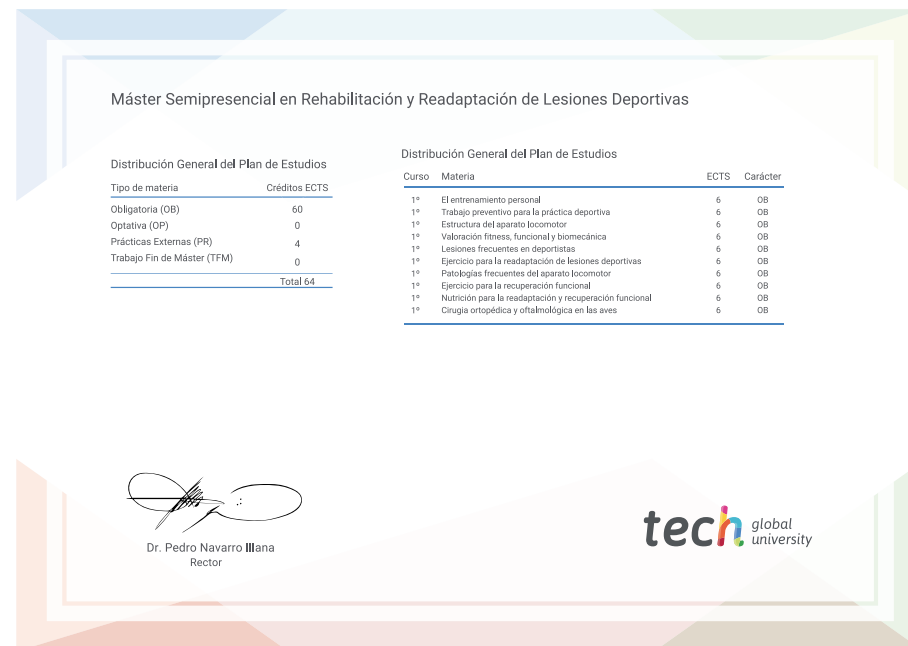 Máster Semipresencial en Rehabilitación y Readaptación de Lesiones Deportivas
Distribución General del Plan de Estudios
Tipo de materia Créditos ECTS
Obligatoria (OB) 60
Optativa (OP) 0
Prácticas Externas (PR) 4
Trabajo Fin de Máster (TFM) 0
Total 64
Distribución General del Plan de Estudios
Curso Materia ECTS Carácter
1º El entrenamiento personal 6 OB
1º Trabajo preventivo para la práctica deportiva 6 OB
1º Estructura del aparato locomotor 6 OB
1º Valoración fitness, funcional y biomecánica 6 OB
1º Lesiones frecuentes en deportistas 6 OB
1º Ejercicio para la readaptación de lesiones deportivas 6 OB
1º Patologías frecuentes del aparato locomotor 6 OB
1º Ejercicio para la recuperación funcional 6 OB
1º Nutrición para la readaptación y recuperación funcional 6 OB
1º Cirugia ortopédica y oftalmológica en las aves 6 OB
Dr. Pedro Navarro Illana
Rector
tech global
university